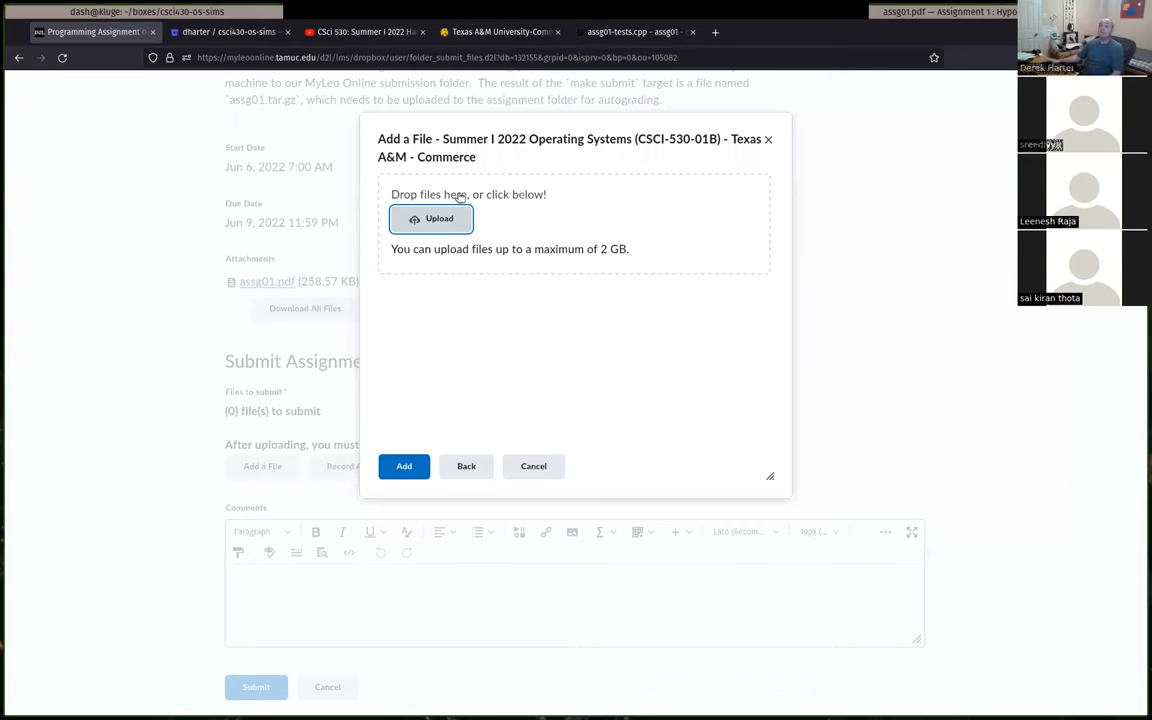 dash@kluge: ~/boxes/csci430-os-sims
assg01.pdf — Assignment 1 : Hypo
Programming Assignment 0
dharter / csci430-os-sims —
CSci 530: Summer I 2022 Ha
Texas A&M University-Com
assg01-tests.cpp - assg01 -
https://myleoonline.tamuc.edu/d2l/lms/dropbox/user/folder_submit_files.d2l?db=132155&grpid=0&isprv=0&bp=0&ou=105082
Derek Harter
machine to our MyLeo Online submission folder. The result of the `make submit` target is a file named
`assg01.tar.gz`, which needs to be uploaded to the assignment folder for autograding.
Add a File - Summer I 2022 Operating Systems (CSCI-530-01B) - Texas
A&M - Commerce
Start Date
Jun 6, 2022 7:00 AM
Drop files here, or click below!
Upload
You can upload files up to a maximum of 2 GB.
Due Date
Jun 9, 2022 11:59 PM
Leenesh Raja
Attachments
assg01.pdf (258.57 KB)
sai kiran thota
Download All Files
Submit Assignme
Files to submit *
(0) file(s) to submit
After uploading, you must
Add a File
Record A
Add
Back
Cancel
Comments
Paragraph
B I U
Lato (Recom...
19px (...
Submit
Cancel